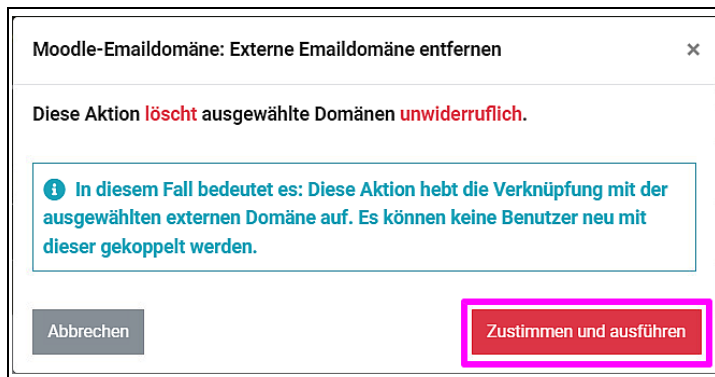 Moodle-Emaildomäne: Externe Emaildomäne entfernen ×
Diese Aktion löscht ausgewählte Domänen unwiderruflich.
In diesem Fall bedeutet es: Diese Aktion hebt die Verknüpfung mit der
ausgewählten externen Domäne auf. Es können keine Benutzer neu mit
dieser gekoppelt werden.
Abbrechen Zustimmen und ausführen